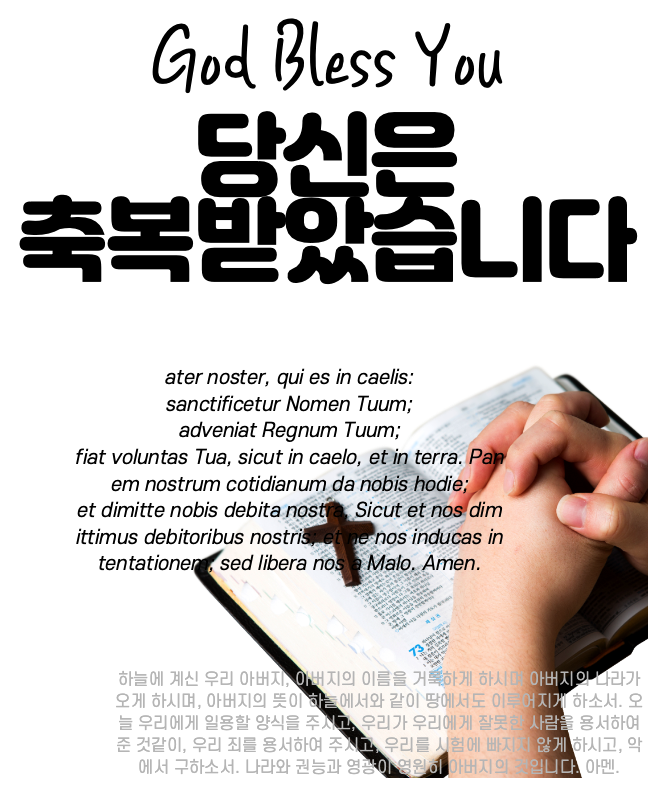 God Bless You
당신은
축복받았습니다
ater noster, qui es in caelis:
sanctificetur Nomen Tuum;
adveniat Regnum Tuum;
fiat voluntas Tua, sicut in caelo, et in terra. Pan
em nostrum cotidianum da nobis hodie;
et dimitte nobis debita nostra, Sicut et nos dim
ittimus debitoribus nostris; et ne nos inducas in
tentationem, sed libera nos a Malo. Amen.
73
하늘에 계신 우리 아버지, 아버지의 이름을 거룩하게 하시며 아버지의 나라가
오게 하시며, 아버지의 뜻이 하늘에서와 같이 땅에서도 이루어지게 하소서. 오
늘 우리에게 일용할 양식을 주시고, 우리가 우리에게 잘못한 사람을 용서하여
준 것같이, 우리 죄를 용서하여 주시고, 우리를 시험에 빠지지 않게 하시고, 악
에서 구하소서. 나라와 권능과 영광이 영원히 아버지의 것입니다. 아멘.